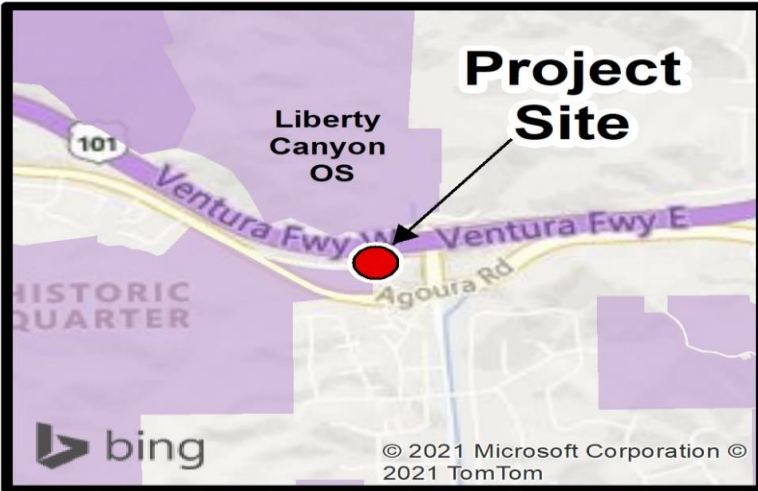 Project
Site
Liberty
Canyon
OS
101
Ventura Fwy W
Ventura Fwy E
Agoura Rd
HISTORIC
QUARTER
bing
© 2021 Microsoft Corporation ©
2021 TomTom